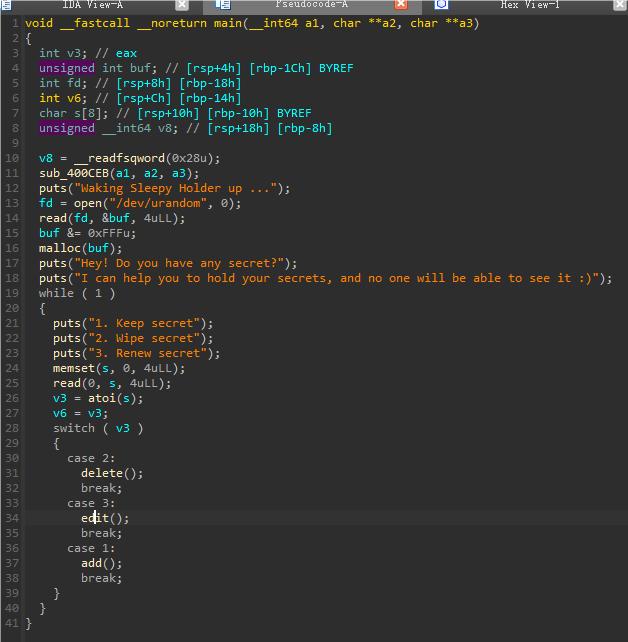 IDA View-A Pseudocode-A Hex View-1
1 void __fastcall __noreturn main(__int64 a1, char **a2, char **a3)
2 {
3 int v3; // eax
4 unsigned int buf; // [rsp+4h] [rbp-1Ch] BYREF
5 int fd; // [rsp+8h] [rbp-18h]
6 int v6; // [rsp+Ch] [rbp-14h]
7 char s[8]; // [rsp+10h] [rbp-10h] BYREF
8 unsigned __int64 v8; // [rsp+18h] [rbp-8h]
9
10 v8 = __readfsqword(0x28u);
11 sub_400CEB(a1, a2, a3);
12 puts("Waking Sleepy Holder up ...");
13 fd = open("/dev/urandom", 0);
14 read(fd, &buf, 4uLL);
15 buf &= 0xFFFu;
16 malloc(buf);
17 puts("Hey! Do you have any secret?");
18 puts("I can help you to hold your secrets, and no one will be able to see it :)");
19 while ( 1 )
20 {
21 puts("1. Keep secret");
22 puts("2. Wipe secret");
23 puts("3. Renew secret");
24 memset(s, 0, 4uLL);
25 read(0, s, 4uLL);
26 v3 = atoi(s);
27 v6 = v3;
28 switch ( v3 )
29 {
30 case 2:
31 delete();
32 break;
33 case 3:
34 edit();
35 break;
36 case 1:
37 add();
38 break;
39 }
40 }
41 }